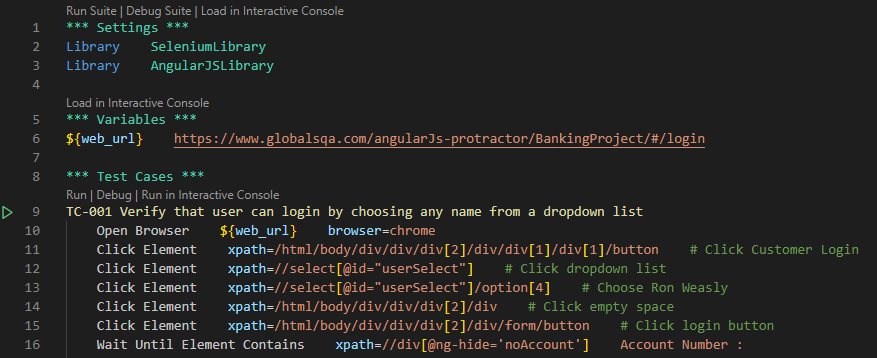 Run Suite | Debug Suite | Load in Interactive Console
1 *** Settings ***
2 Library    SeleniumLibrary
3 Library    AngularJSLibrary
4
Load in Interactive Console
5 *** Variables ***
6 ${web_url}    https://www.globalsqa.com/angularJs-protractor/BankingProject/#/login
7
8 *** Test Cases ***
Run | Debug | Run in Interactive Console
9 TC-001 Verify that user can login by choosing any name from a dropdown list
10     Open Browser    ${web_url}    browser=chrome
11     Click Element    xpath=/html/body/div/div/div[2]/div/div[1]/div[1]/button    # Click Customer Login
12     Click Element    xpath=//select[@id="userSelect"]    # Click dropdown list
13     Click Element    xpath=//select[@id="userSelect"]/option[4]    # Choose Ron Weasly
14     Click Element    xpath=/html/body/div/div/div[2]/div    # Click empty space
15     Click Element    xpath=/html/body/div/div/div[2]/div/form/button    # Click login button
16     Wait Until Element Contains    xpath=//div[@ng-hide='noAccount']    Account Number :